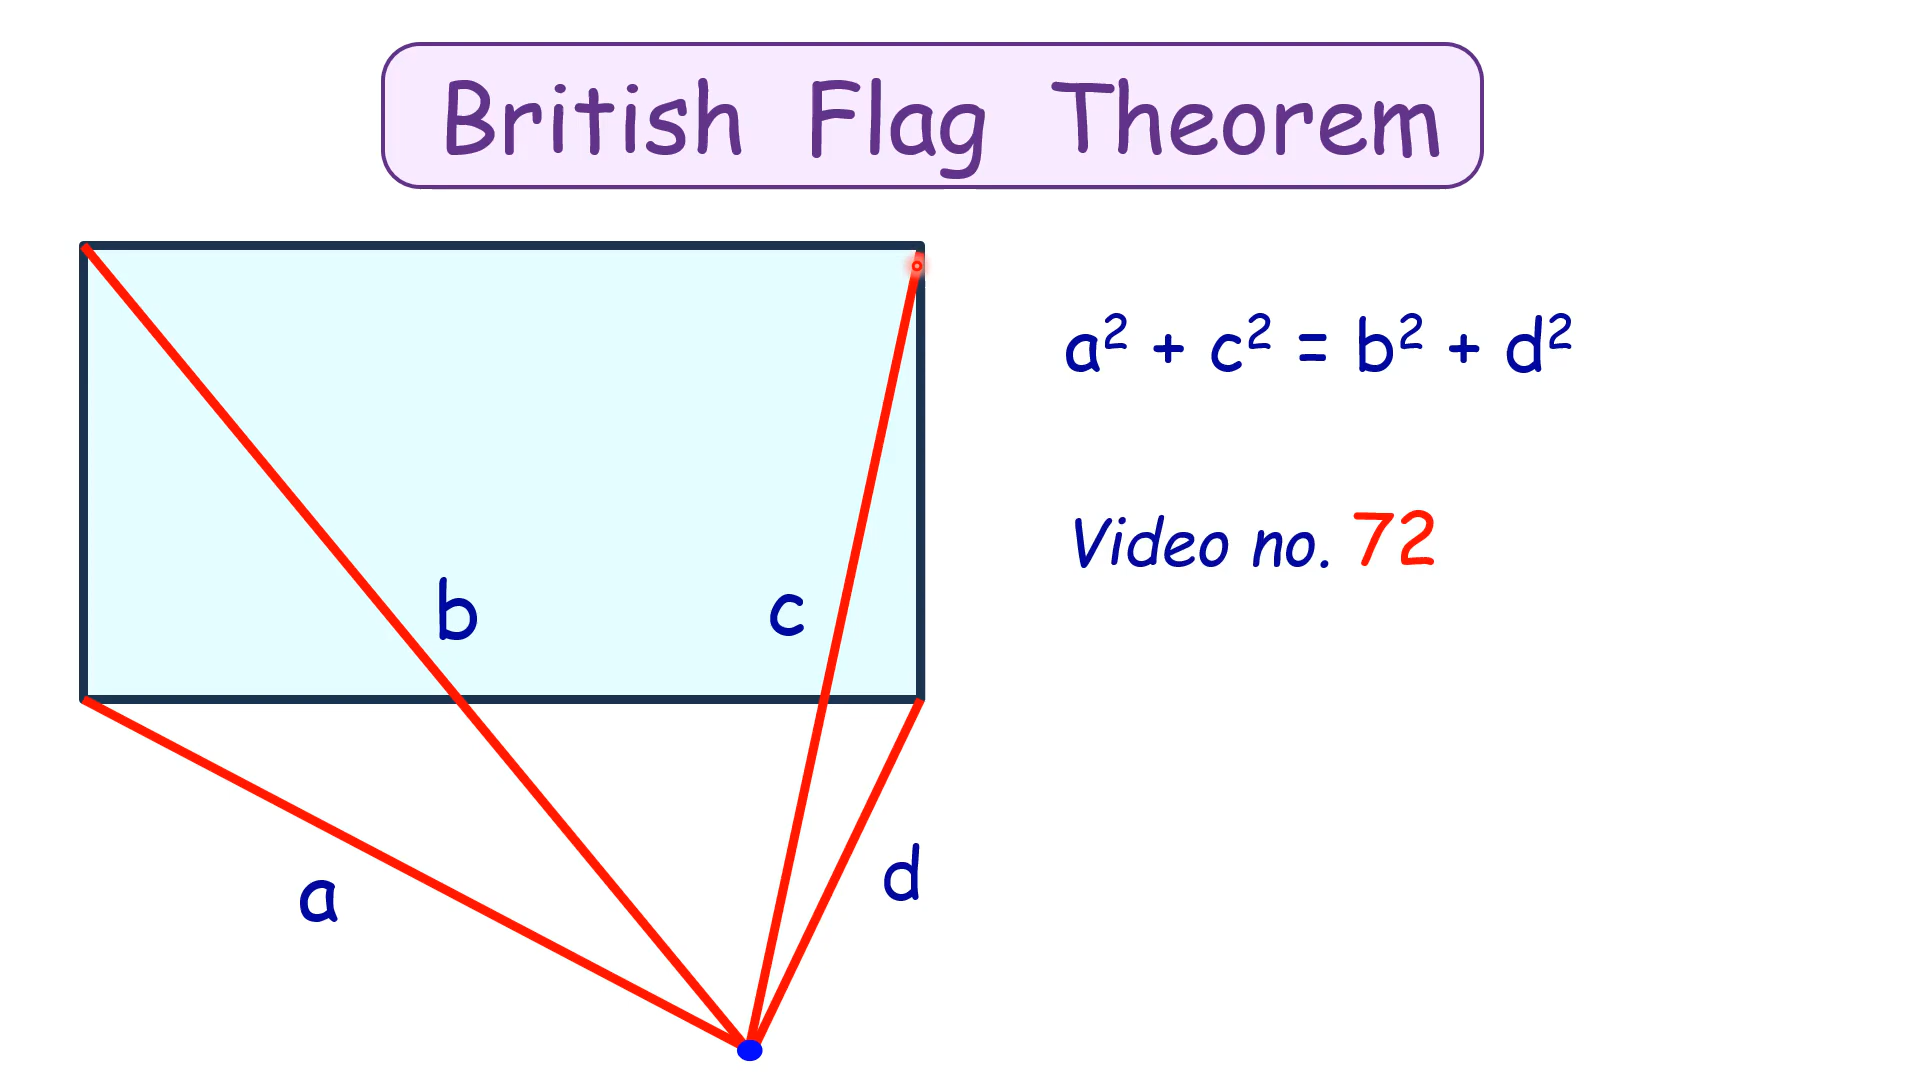 British Flag Theorem
a² + c² = b² + d²
Video no. 72
b
c
a
d